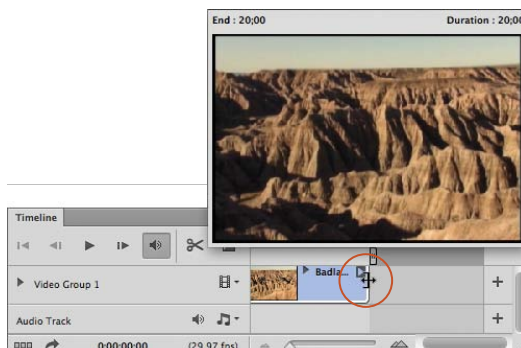 End : 20;00 Duration : 20;00
Timeline
Video Group 1
Badla...
Audio Track
0:00:00:00 (29.97 fps)